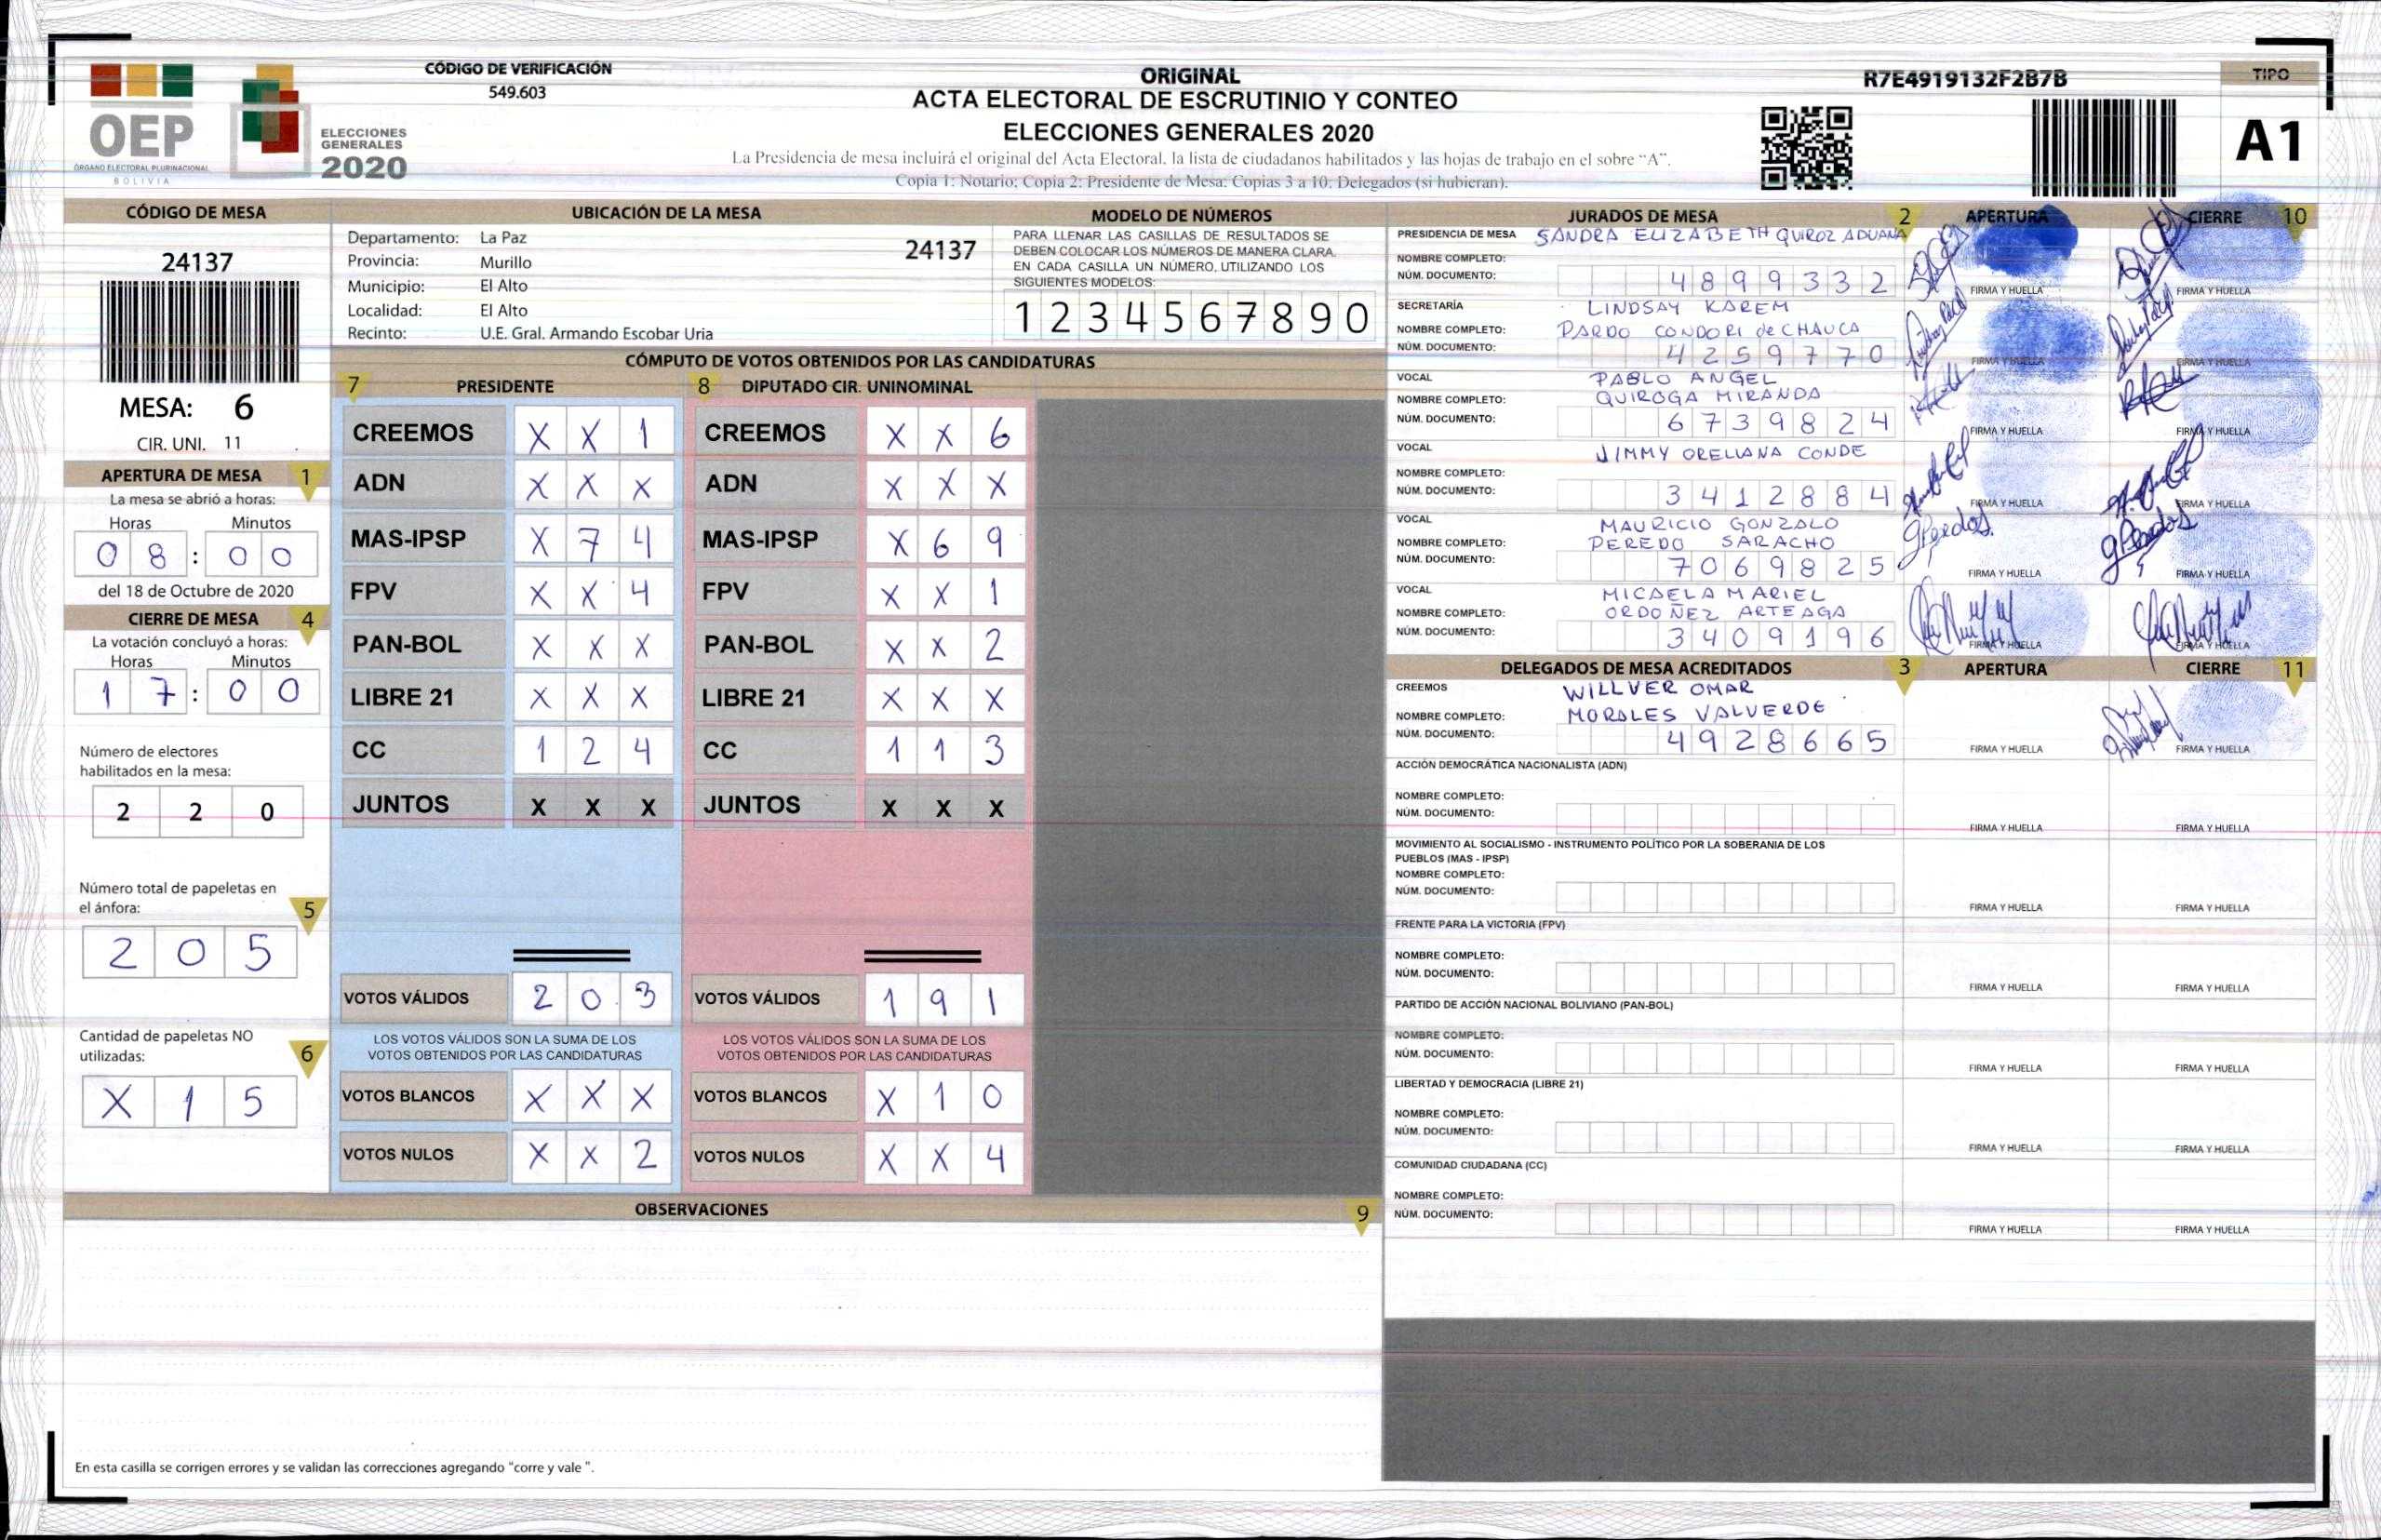 CÓDIGO DE VERIFICACIÓN
549.603
ORIGINAL
ACTA ELECTORAL DE ESCRUTINIO Y CONTEO
ELECCIONES GENERALES 2020
La Presidencia de mesa incluirá el original del Acta Electoral, la lista de ciudadanos habilitados y las hojas de trabajo en el sobre "A".
Copia 1: Notario; Copia 2: Presidente de Mesa; Copias 3 a 10: Delegados (si hubieran).
R7E4919132F2B7B
TIPO
A1
OEP
ÓRGANO ELECTORAL PLURINACIONAL
BOLIVIA
ELECCIONES
GENERALES
2020
CÓDIGO DE MESA
24137
MESA: 6
CIR. UNI. 11
APERTURA DE MESA 1
La mesa se abrió a horas:
Horas Minutos
0 8 : 0 0
del 18 de Octubre de 2020
CIERRE DE MESA 4
La votación concluyó a horas:
Horas Minutos
1 7 : 0 0
Número de electores
habilitados en la mesa:
2 2 0
Número total de papeletas en
el ánfora: 5
2 0 5
Cantidad de papeletas NO
utilizadas: 6
X 1 5
UBICACIÓN DE LA MESA
Departamento: La Paz
24137
Provincia: Murillo
Municipio: El Alto
Localidad: El Alto
Recinto: U.E. Gral. Armando Escobar Uria
MODELO DE NÚMEROS
PARA LLENAR LAS CASILLAS DE RESULTADOS SE
DEBEN COLOCAR LOS NÚMEROS DE MANERA CLARA.
EN CADA CASILLA UN NÚMERO, UTILIZANDO LOS
SIGUIENTES MODELOS:
1 2 3 4 5 6 7 8 9 0
CÓMPUTO DE VOTOS OBTENIDOS POR LAS CANDIDATURAS
7 PRESIDENTE
CREEMOS X X 1
ADN X X X
MAS-IPSP X 7 4
FPV X X 4
PAN-BOL X X X
LIBRE 21 X X X
CC 1 2 4
JUNTOS X X X
VOTOS VÁLIDOS 2 0 3
LOS VOTOS VÁLIDOS SON LA SUMA DE LOS
VOTOS OBTENIDOS POR LAS CANDIDATURAS
VOTOS BLANCOS X X X
VOTOS NULOS X X 2
8 DIPUTADO CIR. UNINOMINAL
CREEMOS X X 6
ADN X X X
MAS-IPSP X 6 9
FPV X X 1
PAN-BOL X X 2
LIBRE 21 X X X
CC 1 1 3
JUNTOS X X X
VOTOS VÁLIDOS 1 9 1
LOS VOTOS VÁLIDOS SON LA SUMA DE LOS
VOTOS OBTENIDOS POR LAS CANDIDATURAS
VOTOS BLANCOS X 1 0
VOTOS NULOS X X 4
OBSERVACIONES 9
En esta casilla se corrigen errores y se validan las correcciones agregando "corre y vale ".
JURADOS DE MESA 2 APERTURA CIERRE 10
PRESIDENCIA DE MESA SANDRA ELIZABETH QUIROZ ADUANA
NOMBRE COMPLETO:
NÚM. DOCUMENTO: 4 8 9 9 3 3 2
FIRMA Y HUELLA FIRMA Y HUELLA
SECRETARÍA LINDSAY KAREM
NOMBRE COMPLETO: PARDO CONDORI de CHAUCA
NÚM. DOCUMENTO: 4 2 5 9 7 7 0
FIRMA Y HUELLA FIRMA Y HUELLA
VOCAL PABLO ANGEL
NOMBRE COMPLETO: QUIROGA MIRANDA
NÚM. DOCUMENTO: 6 7 3 9 8 2 4
FIRMA Y HUELLA FIRMA Y HUELLA
VOCAL JIMMY ORELLANA CONDE
NOMBRE COMPLETO:
NÚM. DOCUMENTO: 3 4 1 2 8 8 4
FIRMA Y HUELLA FIRMA Y HUELLA
VOCAL MAURICIO GONZALO
NOMBRE COMPLETO: PEREDO SARACHO
NÚM. DOCUMENTO: 7 0 6 9 8 2 5
FIRMA Y HUELLA FIRMA Y HUELLA
VOCAL MICAELA MARIEL
NOMBRE COMPLETO: ORDOÑEZ ARTEAGA
NÚM. DOCUMENTO: 3 4 0 9 1 9 6
FIRMA Y HUELLA FIRMA Y HUELLA
DELEGADOS DE MESA ACREDITADOS 3 APERTURA CIERRE 11
CREEMOS WILLVER OMAR
NOMBRE COMPLETO: MORALES VALVERDE
NÚM. DOCUMENTO: 4 9 2 8 6 6 5
FIRMA Y HUELLA FIRMA Y HUELLA
ACCIÓN DEMOCRÁTICA NACIONALISTA (ADN)
NOMBRE COMPLETO:
NÚM. DOCUMENTO:
FIRMA Y HUELLA FIRMA Y HUELLA
MOVIMIENTO AL SOCIALISMO - INSTRUMENTO POLÍTICO POR LA SOBERANIA DE LOS
PUEBLOS (MAS - IPSP)
NOMBRE COMPLETO:
NÚM. DOCUMENTO:
FIRMA Y HUELLA FIRMA Y HUELLA
FRENTE PARA LA VICTORIA (FPV)
NOMBRE COMPLETO:
NÚM. DOCUMENTO:
FIRMA Y HUELLA FIRMA Y HUELLA
PARTIDO DE ACCIÓN NACIONAL BOLIVIANO (PAN-BOL)
NOMBRE COMPLETO:
NÚM. DOCUMENTO:
FIRMA Y HUELLA FIRMA Y HUELLA
LIBERTAD Y DEMOCRACIA (LIBRE 21)
NOMBRE COMPLETO:
NÚM. DOCUMENTO:
FIRMA Y HUELLA FIRMA Y HUELLA
COMUNIDAD CIUDADANA (CC)
NOMBRE COMPLETO:
NÚM. DOCUMENTO:
FIRMA Y HUELLA FIRMA Y HUELLA